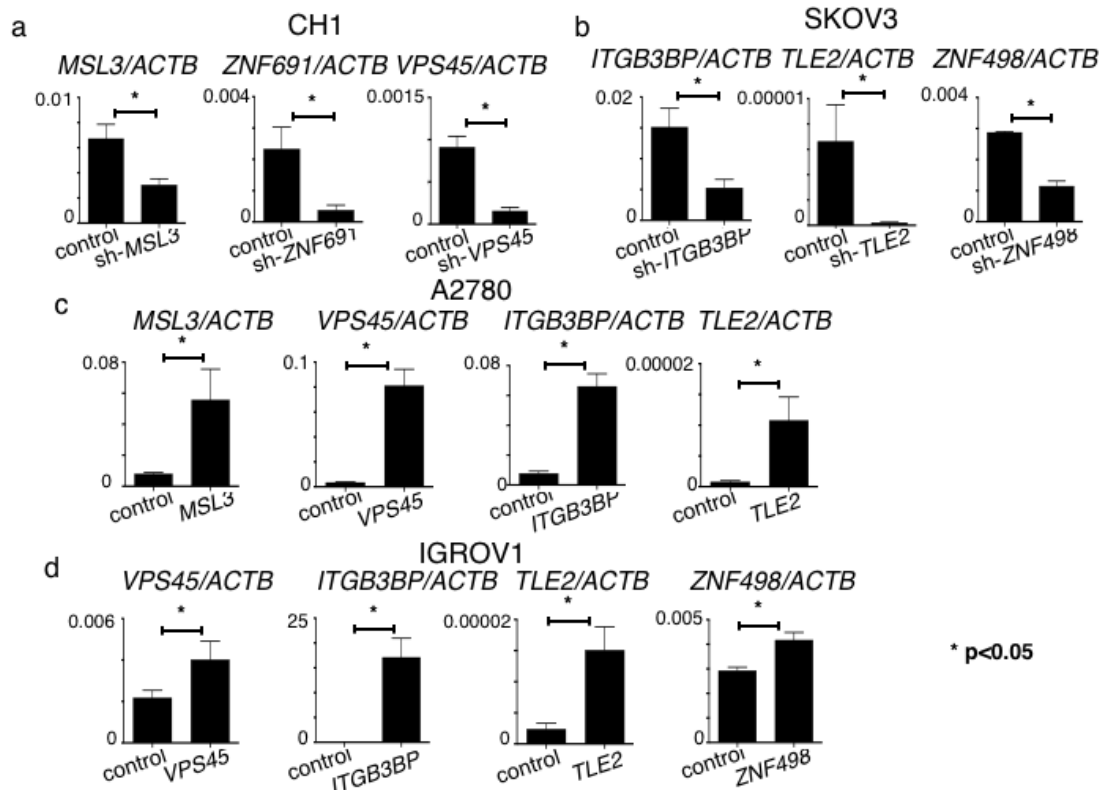 a
CH1
MSL3/ACTB ZNF691/ACTB VPS45/ACTB
*
*
*
0.01
0
control
sh-MSL3
0.004
0
control
sh-ZNF691
0.0015
0
control
sh-VPS45
b
SKOV3
ITGB3BP/ACTB TLE2/ACTB ZNF498/ACTB
*
*
*
0.02
0
control
sh-ITGB3BP
0.00001
0
control
sh-TLE2
0.004
0
control
sh-ZNF498
c
A2780
MSL3/ACTB VPS45/ACTB ITGB3BP/ACTB TLE2/ACTB
*
*
*
*
0.08
0
control
MSL3
0.1
0
control
VPS45
0.08
0
control
ITGB3BP
0.00002
0
control
TLE2
d
IGROV1
VPS45/ACTB ITGB3BP/ACTB TLE2/ACTB ZNF498/ACTB
*
*
*
*
0.006
0
control
VPS45
25
0
control
ITGB3BP
0.00002
0
control
TLE2
0.005
0
control
ZNF498
* p<0.05